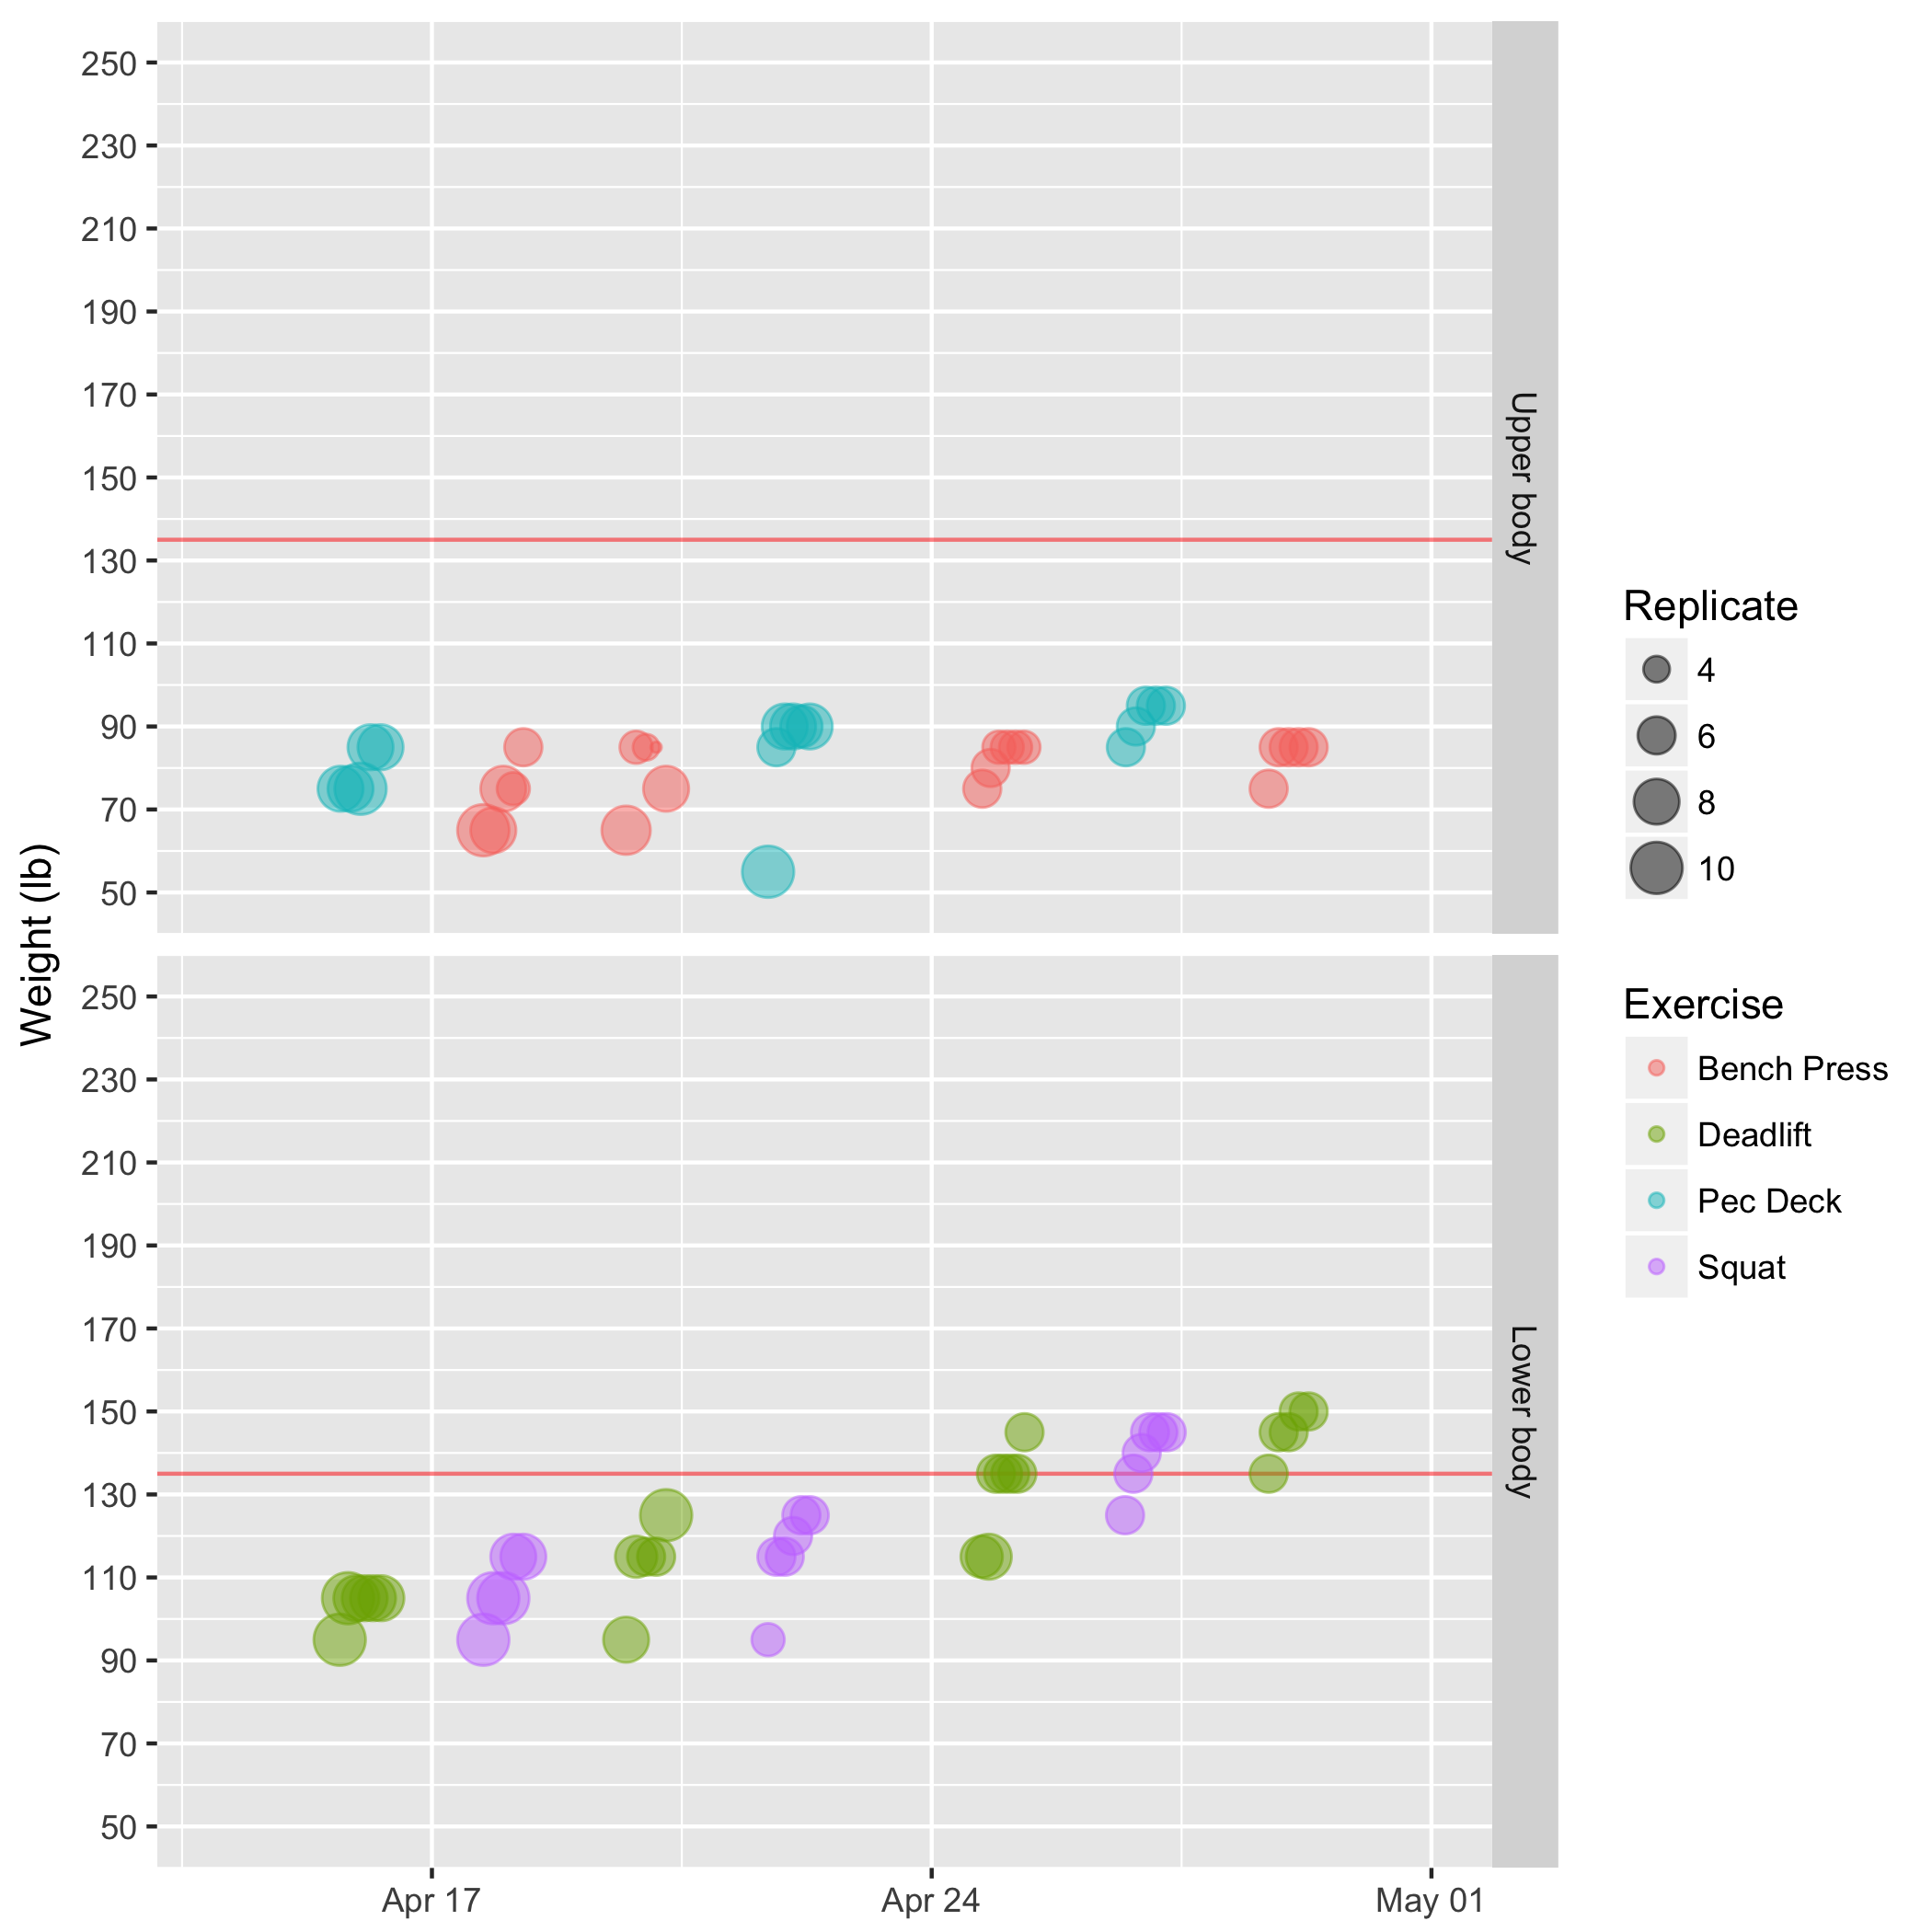 Weight (lb)
250
230
210
190
170
150
130
110
90
70
50
Upper body
250
230
210
190
170
150
130
110
90
70
50
Lower body
Apr 17
Apr 24
May 01
Replicate
4
6
8
10
Exercise
Bench Press
Deadlift
Pec Deck
Squat